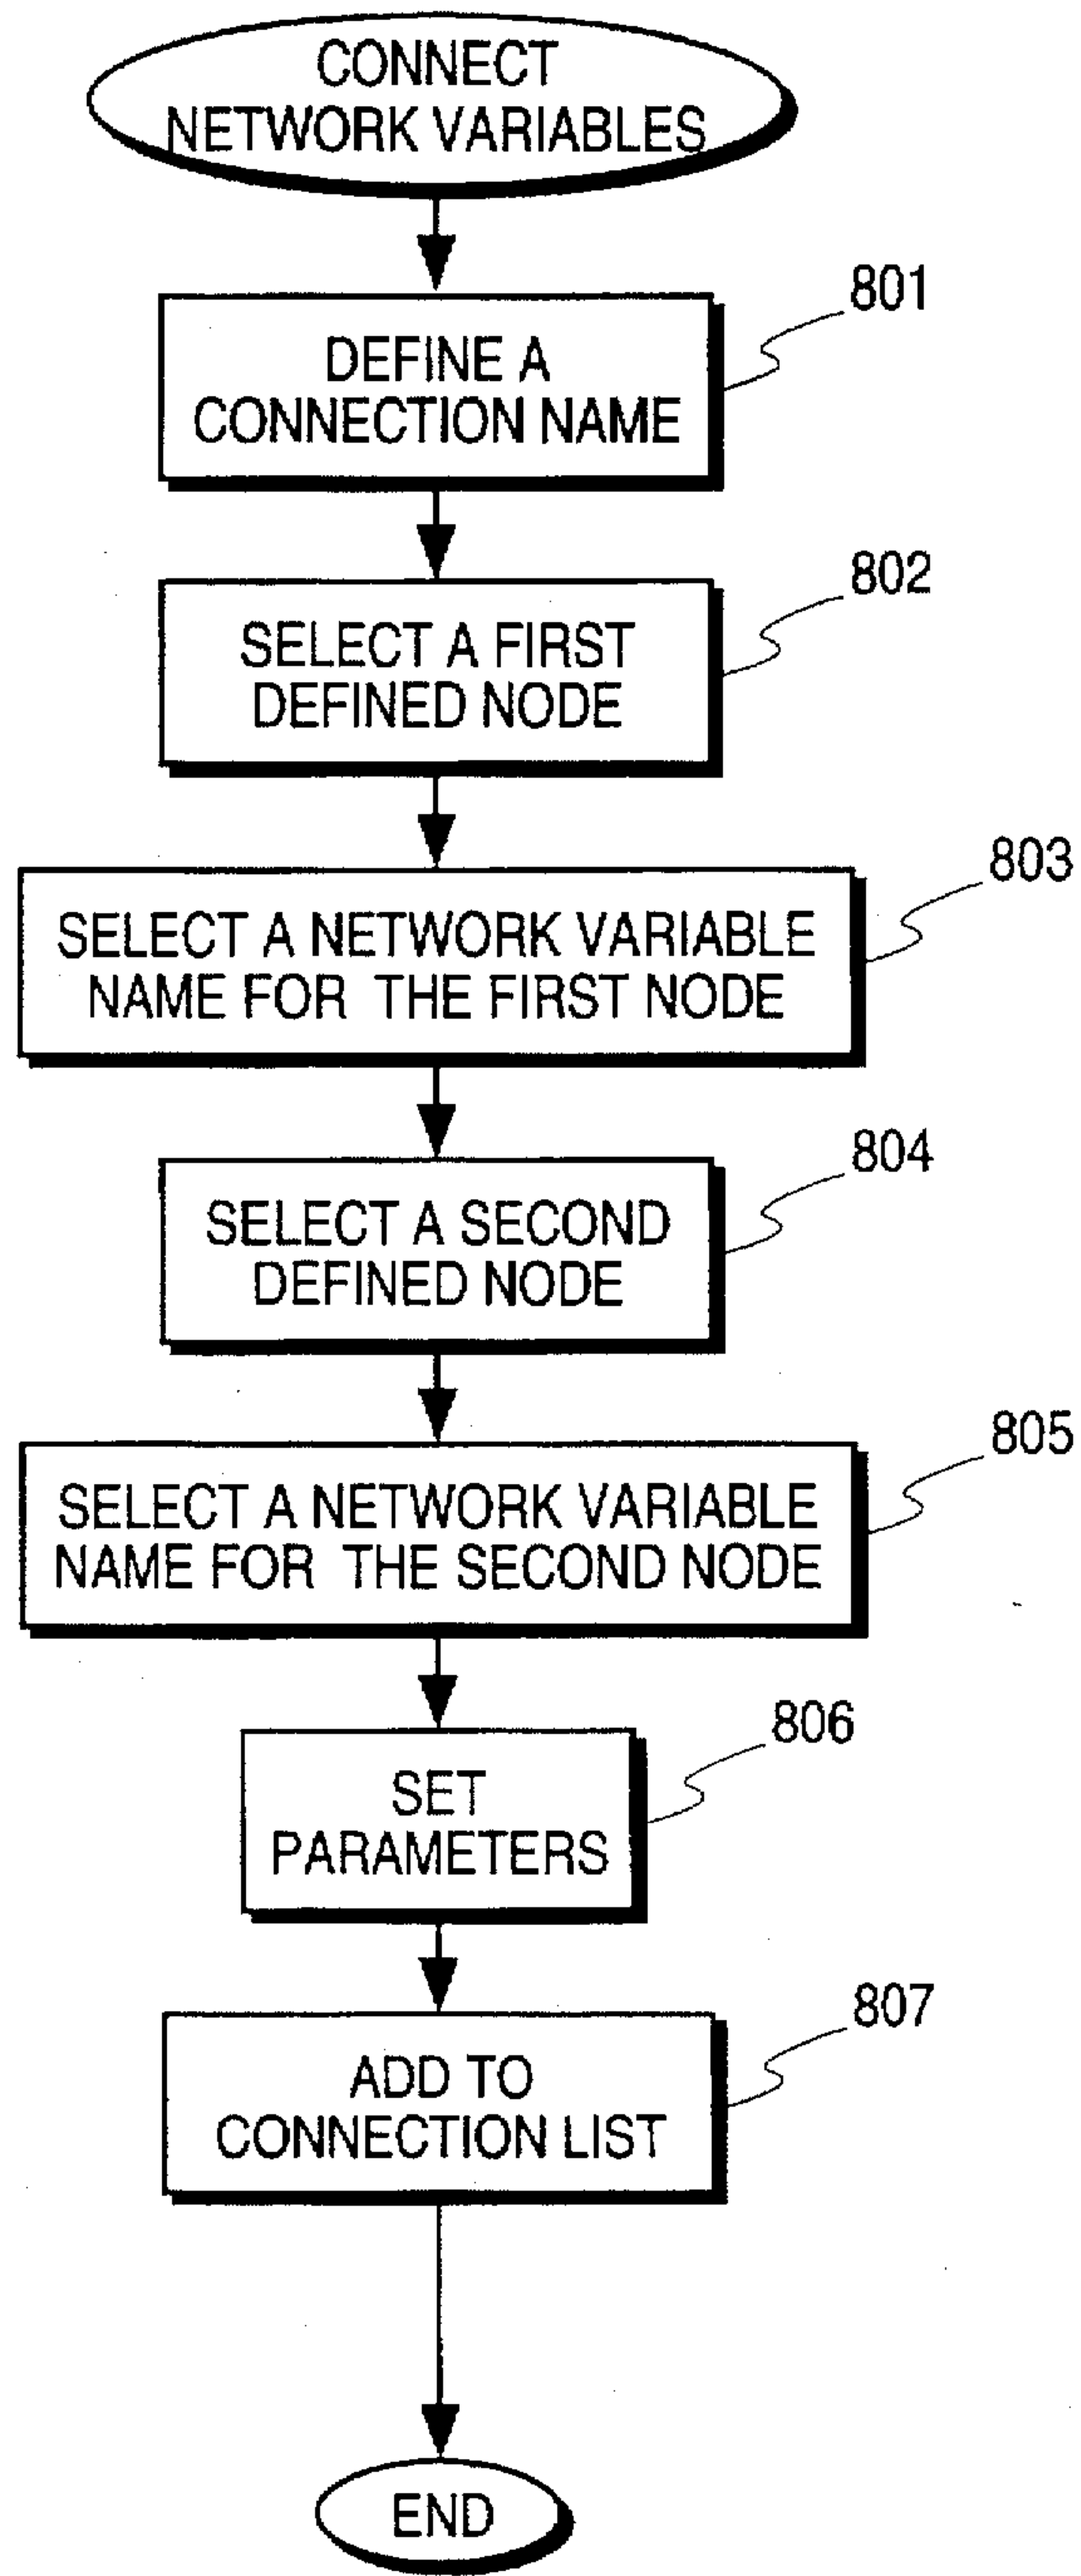 CONNECT
NETWORK VARIABLES
801
DEFINE A
CONNECTION NAME
802
SELECT A FIRST
DEFINED NODE
803
SELECT A NETWORK VARIABLE
NAME FOR THE FIRST NODE
804
SELECT A SECOND
DEFINED NODE
805
SELECT A NETWORK VARIABLE
NAME FOR THE SECOND NODE
806
SET
PARAMETERS
807
ADD TO
CONNECTION LIST
END